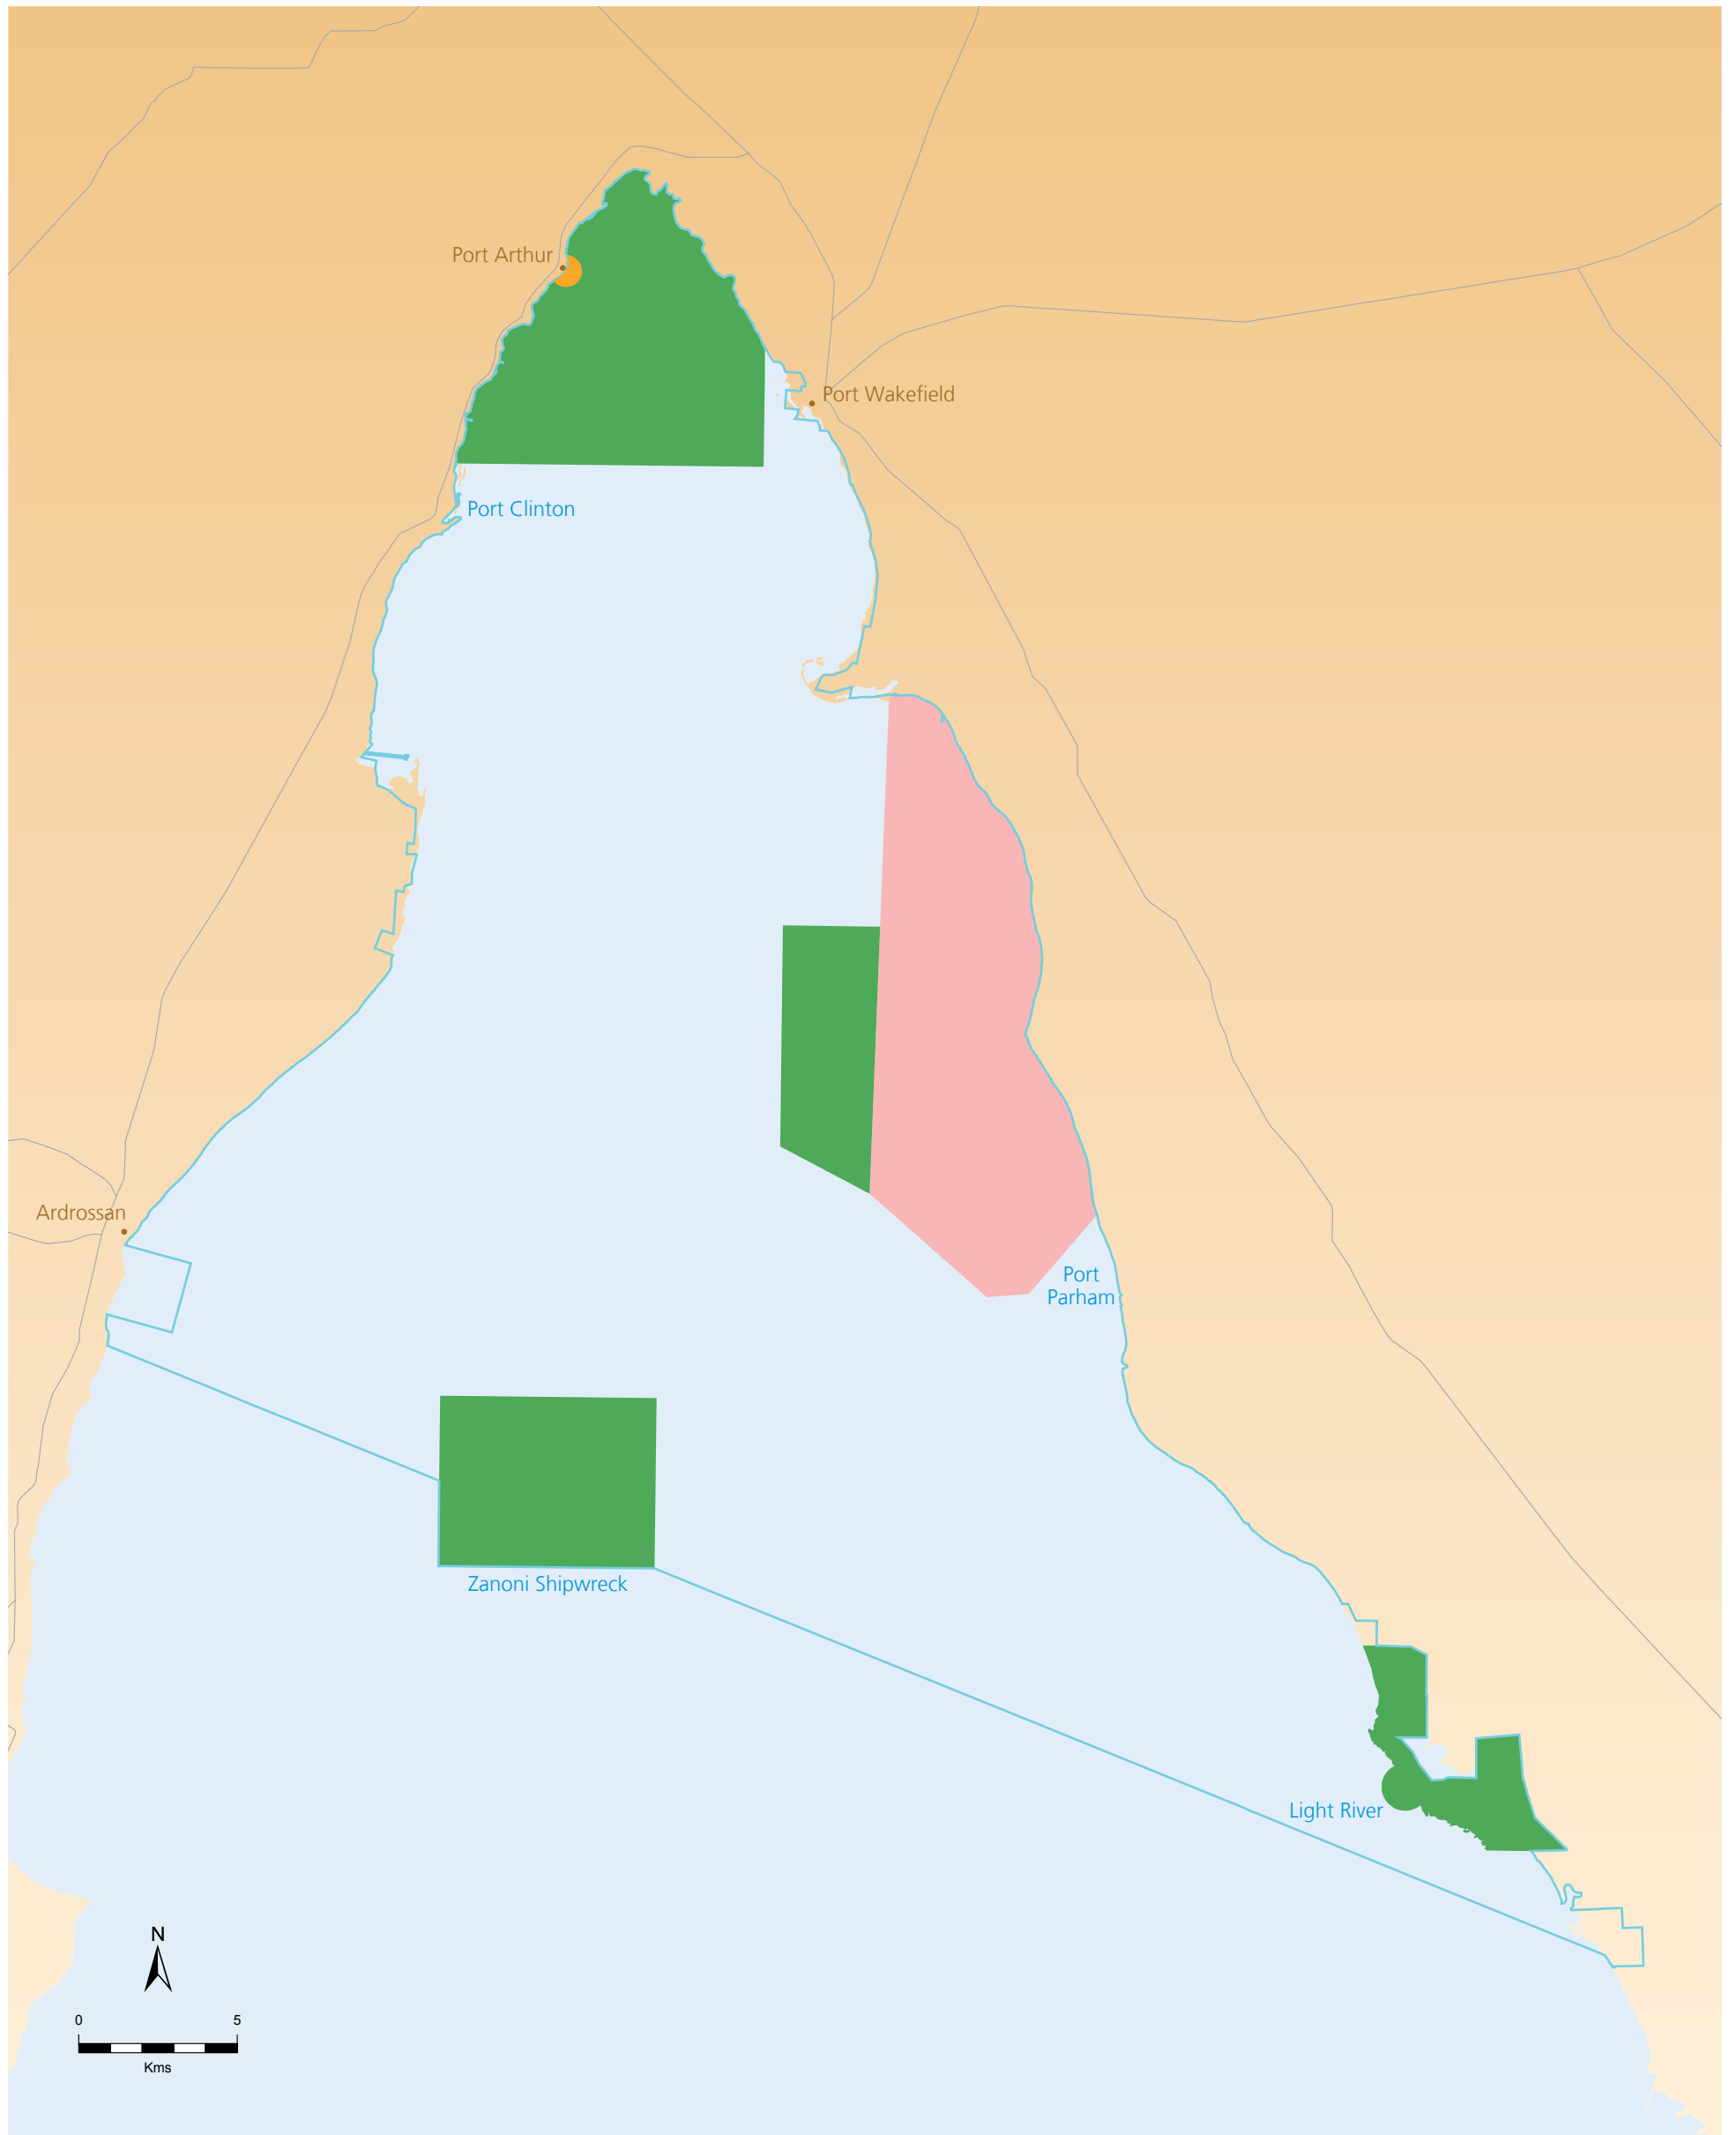 Port Arthur
Port Wakefield
Port Clinton
Ardrossan
Port
Parham
Zanoni Shipwreck
Light River
N
0 5
Kms